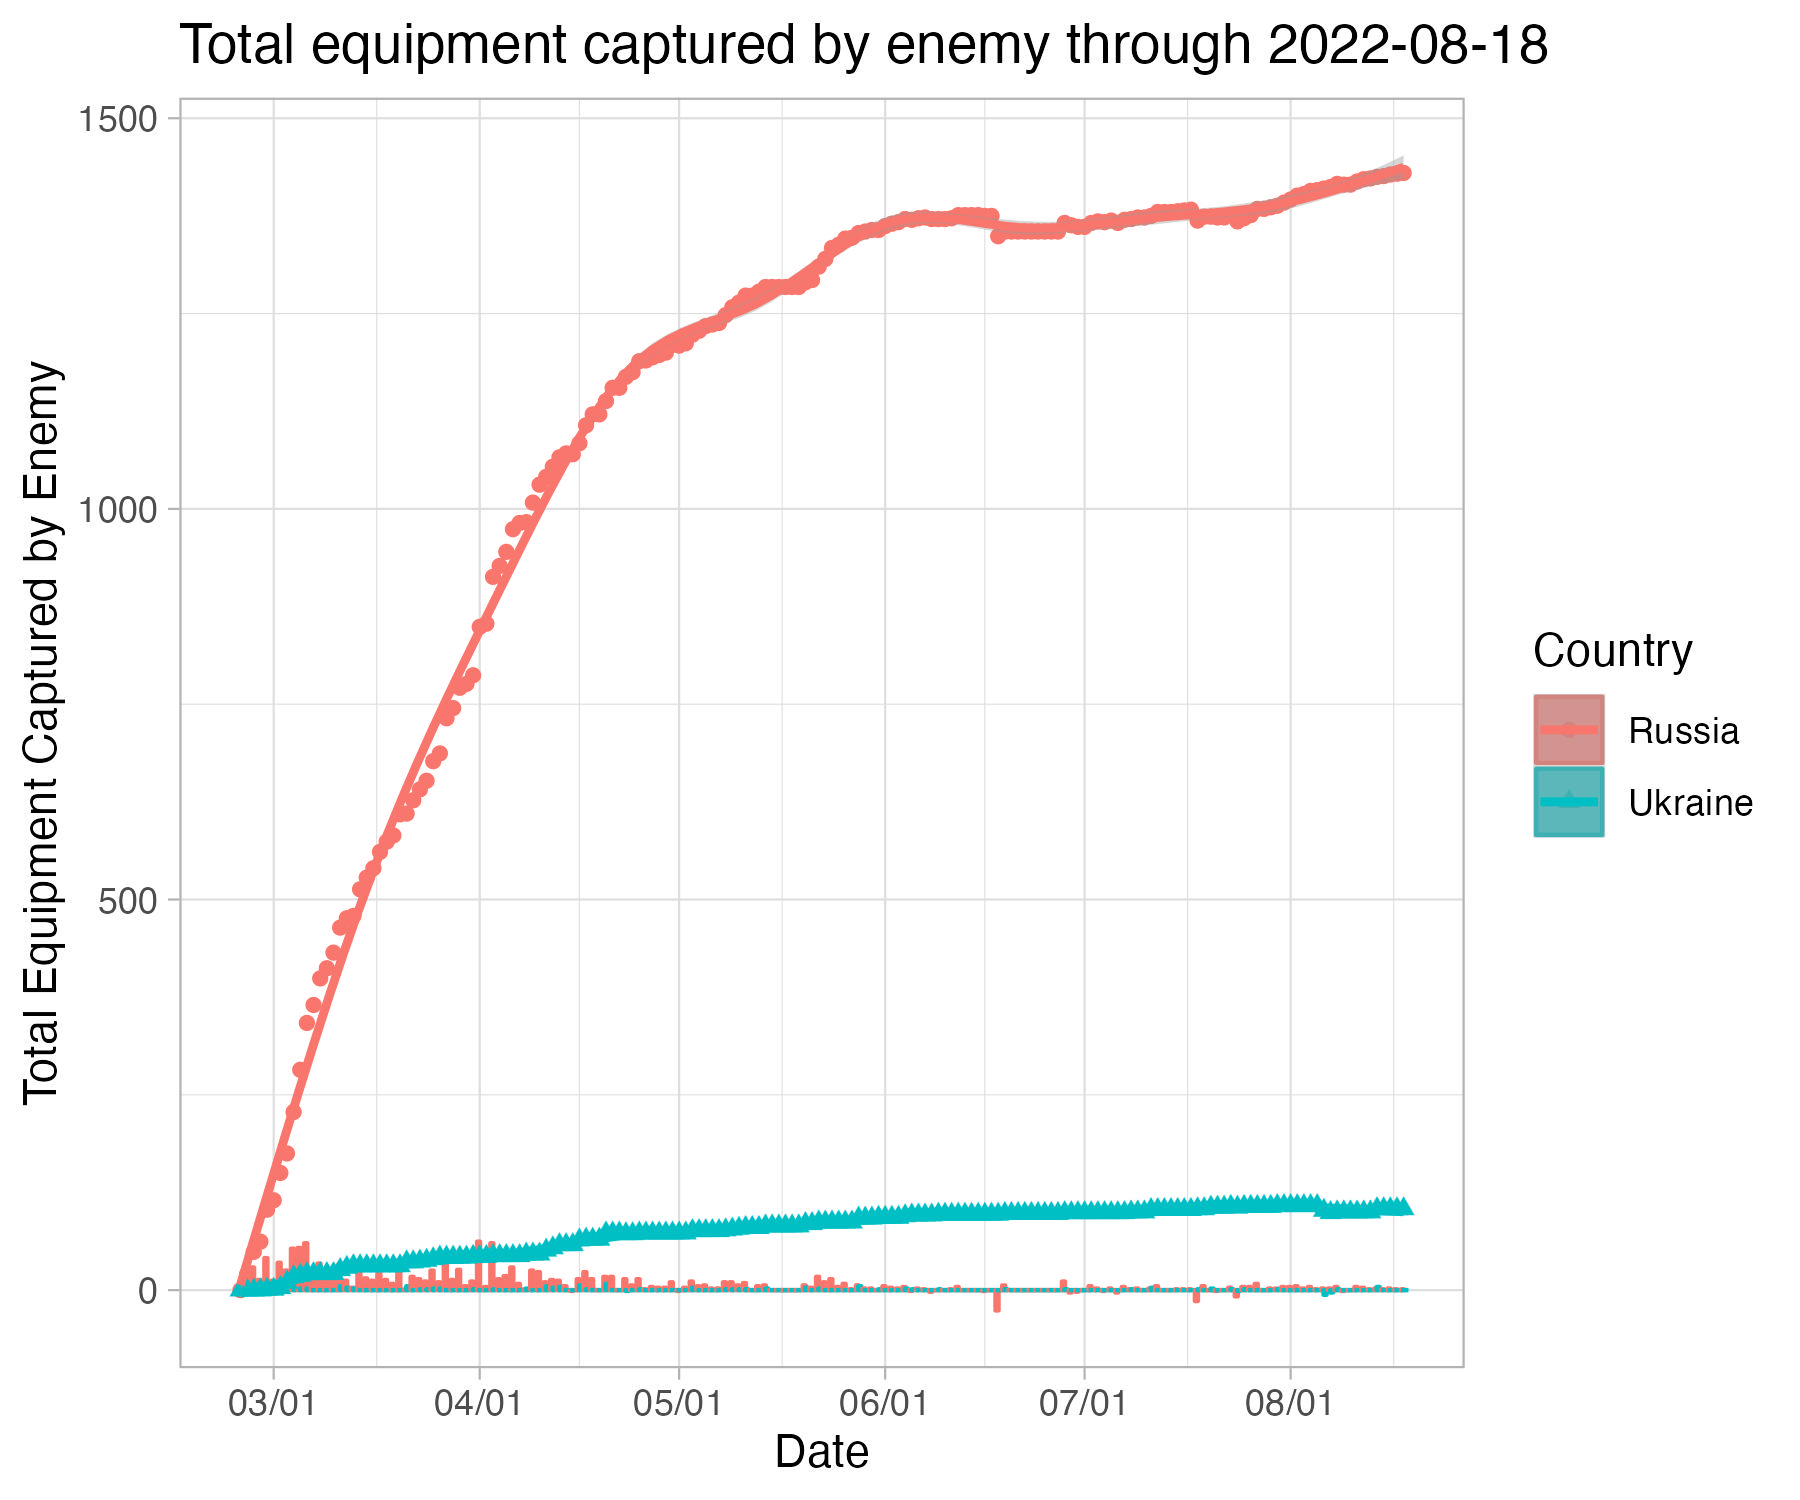 Total equipment captured by enemy through 2022-08-18
Total Equipment Captured by Enemy
1500
1000
500
0
03/01
04/01
05/01
06/01
07/01
08/01
Date
Country
Russia
Ukraine